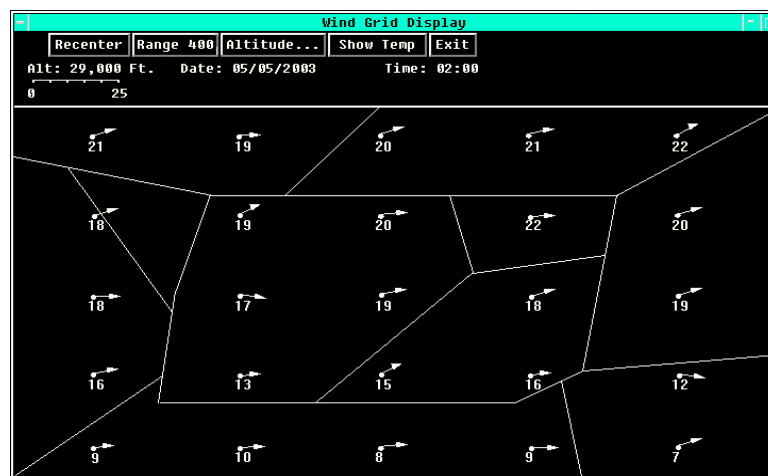 Wind Grid Display
Recenter Range 400 Altitude... Show Temp Exit
Alt: 29,000 Ft. Date: 05/05/2003 Time: 02:00
0 25
21 19 20 21 22
18 19 20 22 20
18 17 19 18 19
16 13 15 16 12
9 10 8 9 7